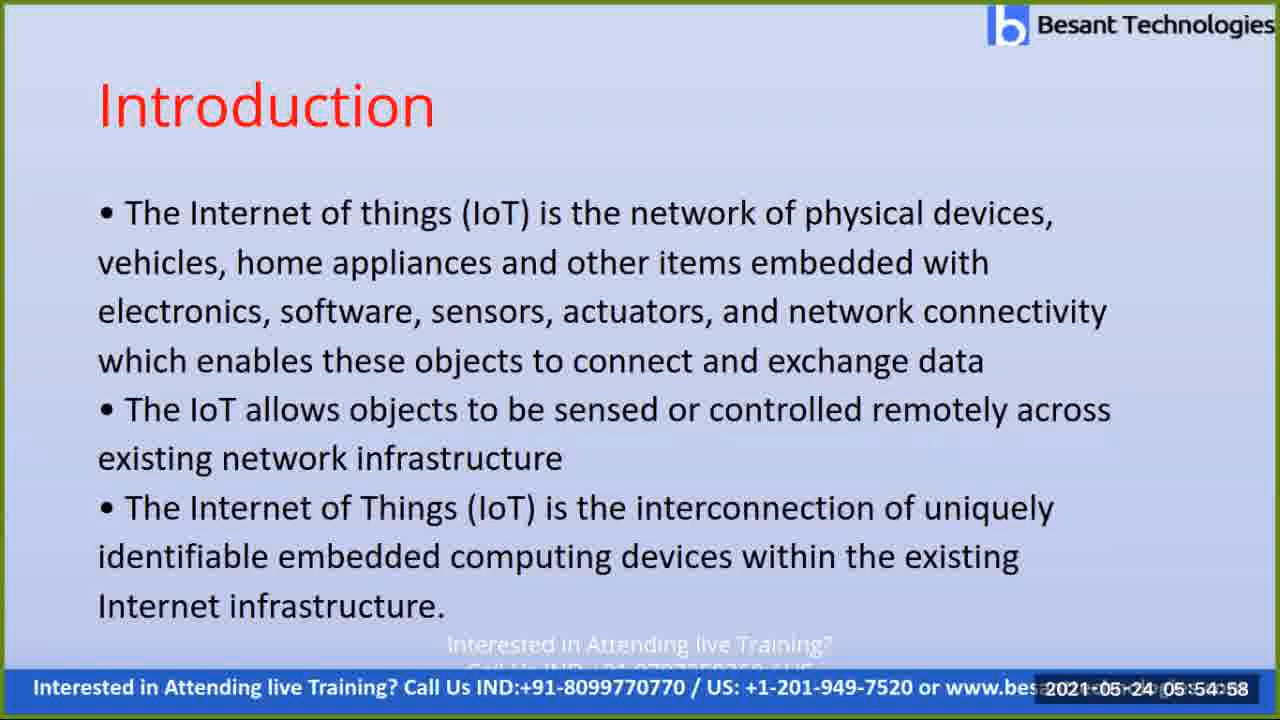 Besant Technologies
Introduction
• The Internet of things (IoT) is the network of physical devices,
vehicles, home appliances and other items embedded with
electronics, software, sensors, actuators, and network connectivity
which enables these objects to connect and exchange data
• The IoT allows objects to be sensed or controlled remotely across
existing network infrastructure
• The Internet of Things (IoT) is the interconnection of uniquely
identifiable embedded computing devices within the existing
Internet infrastructure.
Interested in Attending live Training?
Interested in Attending live Training? Call Us IND:+91-8099770770 / US: +1-201-949-7520 or
2021-05-24 05:54:58